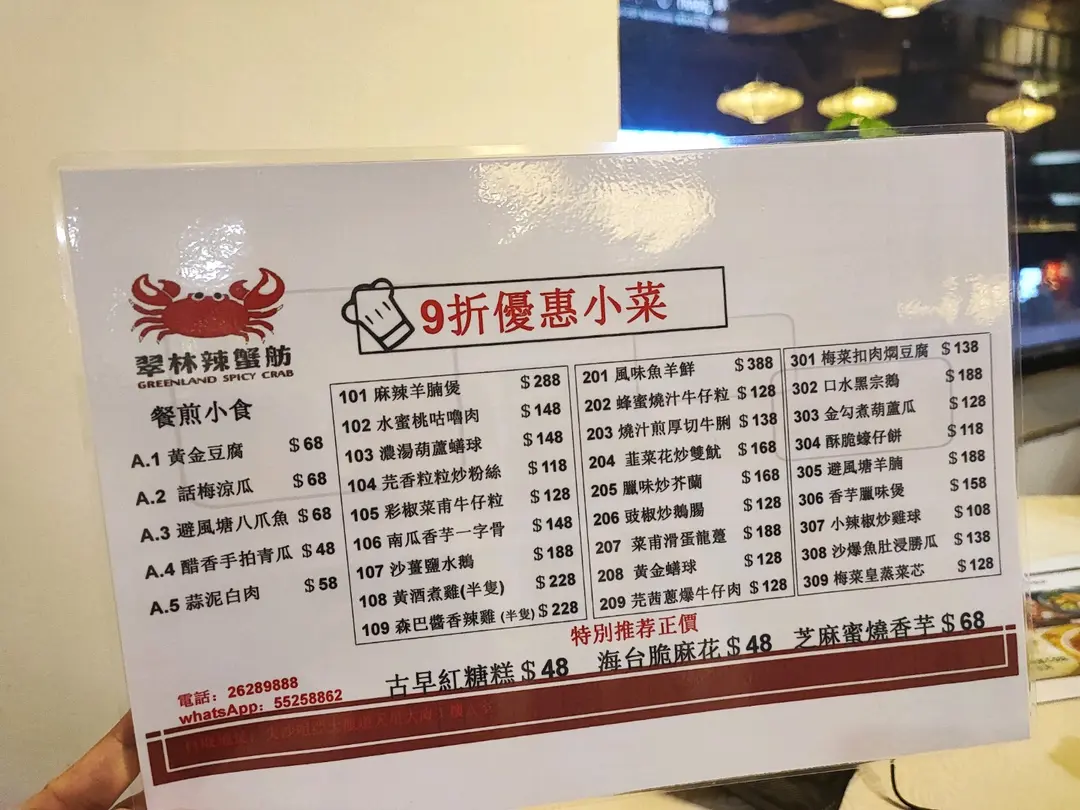 翠林辣蟹舫
GREENLAND SPICY CRAB
9折優惠小菜
餐煎小食
A.1 黃金豆腐 $68
A.2 話梅涼瓜 $68
A.3 避風塘八爪魚 $68
A.4 醋香手拍青瓜 $48
A.5 蒜泥白肉 $58
101 麻辣羊腩煲 $288
102 水蜜桃咕嚕肉 $148
103 濃湯葫蘆蟮球 $148
104 芫香粒粒炒粉絲 $118
105 彩椒菜甫牛仔粒 $128
106 南瓜香芋一字骨 $148
107 沙薑鹽水鵝 $188
108 黃酒煮雞(半隻) $228
109 森巴醬香辣雞 (半隻) $228
201 風味魚羊鮮 $388
202 蜂蜜燒汁牛仔粒 $128
203 燒汁煎厚切牛脷 $138
204 韮菜花炒雙魷 $168
205 臘味炒芥蘭 $168
206 豉椒炒鵝腸 $128
207 菜甫滑蛋龍躉 $188
208 黃金蟮球 $128
209 芫茜蔥爆牛仔肉 $128
301 梅菜扣肉焖豆腐 $138
302 口水黑宗鵝 $188
303 金勾煮葫蘆瓜 $128
304 酥脆蠔仔餅 $118
305 避風塘羊腩 $188
306 香芋臘味煲 $158
307 小辣椒炒雞球 $108
308 沙爆魚肚浸勝瓜 $138
309 梅菜皇蒸菜芯 $128
特別推荐正價
古早紅糖糕 $48 海台脆麻花 $48 芝麻蜜燒香芋 $68
電話：26289888
whatsApp：55258862